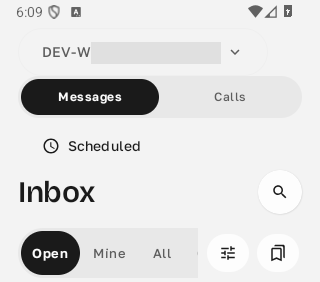 6:09
DEV-W
Messages Calls
Scheduled
Inbox
Open Mine All